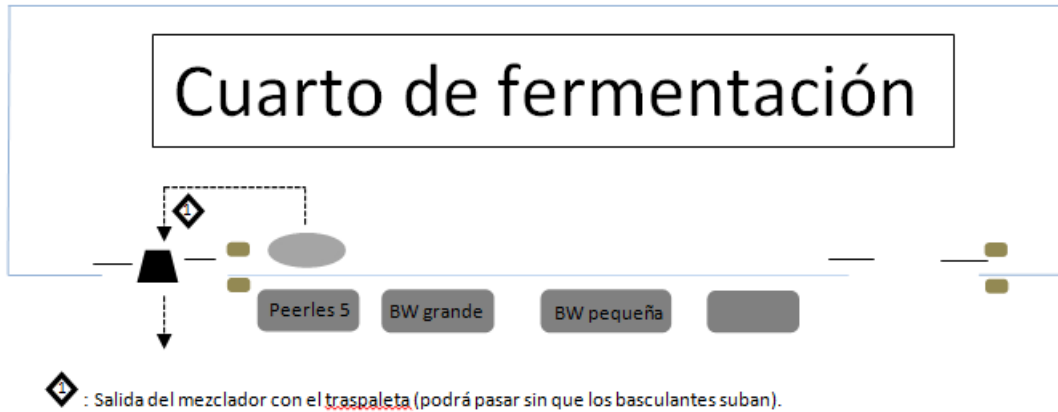 Cuarto de fermentación
1
Peerles 5
BW grande
BW pequeña
1 : Salida del mezclador con el traspaleta (podrá pasar sin que los basculantes suban).